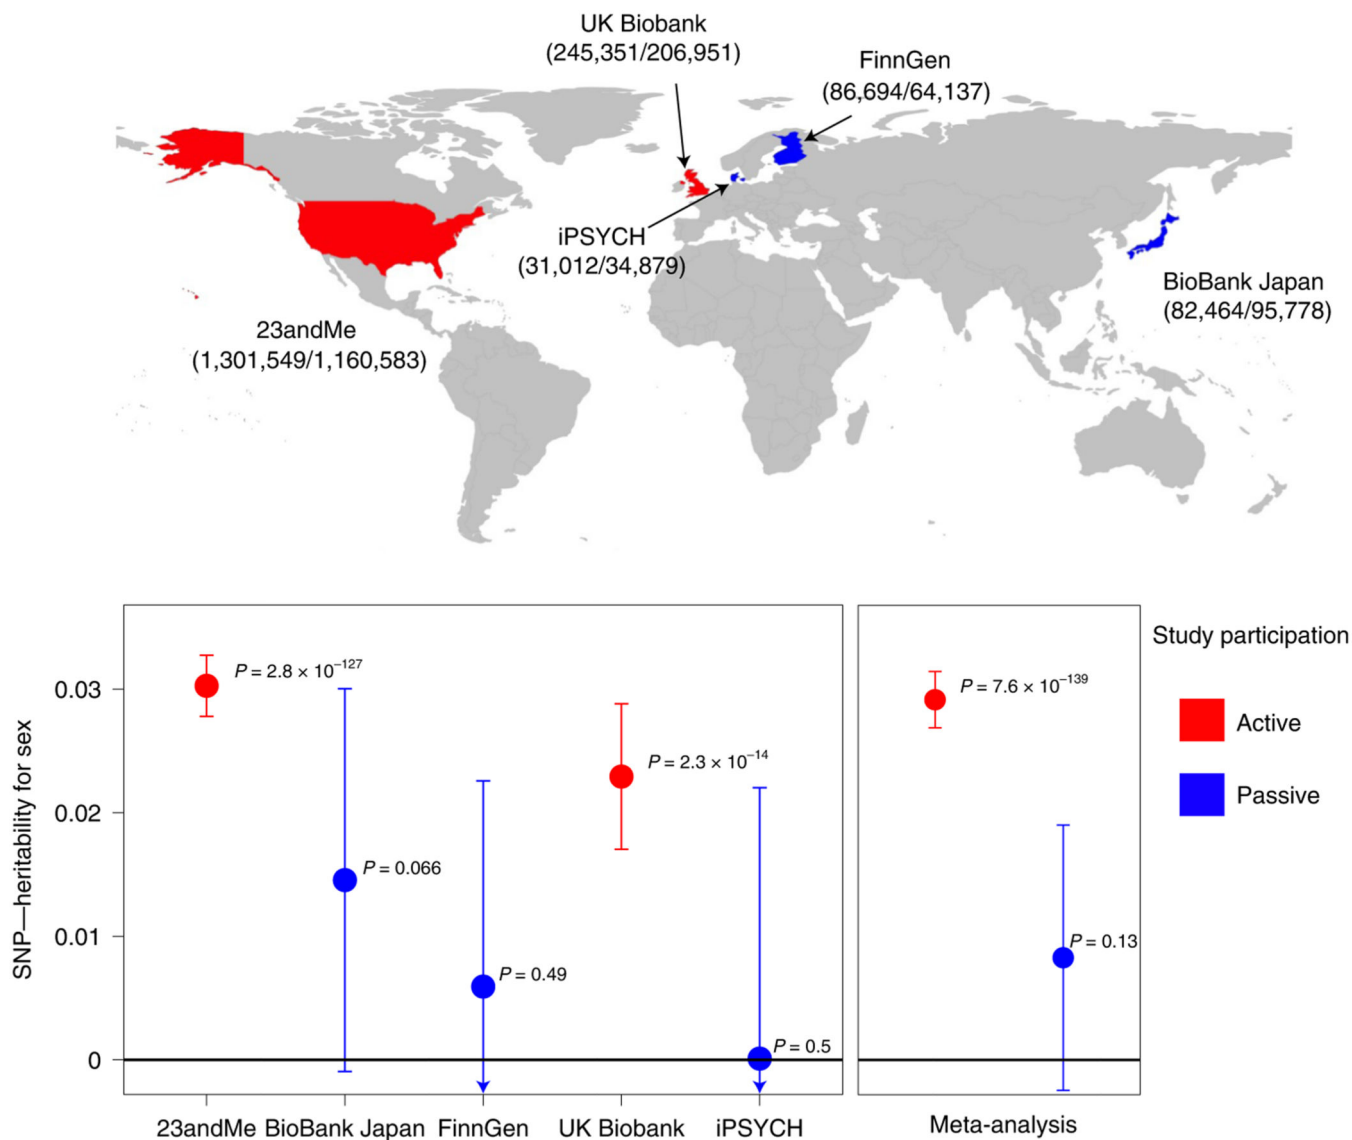 UK Biobank
(245,351/206,951)
FinnGen
(86,694/64,137)
iPSYCH
(31,012/34,879)
BioBank Japan
(82,464/95,778)
23andMe
(1,301,549/1,160,583)
SNP—heritability for sex
0.03
0.02
0.01
0
P = 2.8 × 10⁻¹²⁷
P = 0.066
P = 0.49
P = 2.3 × 10⁻¹⁴
P = 0.5
23andMe BioBank Japan FinnGen UK Biobank iPSYCH
P = 7.6 × 10⁻¹³⁹
P = 0.13
Meta-analysis
Study participation
Active
Passive